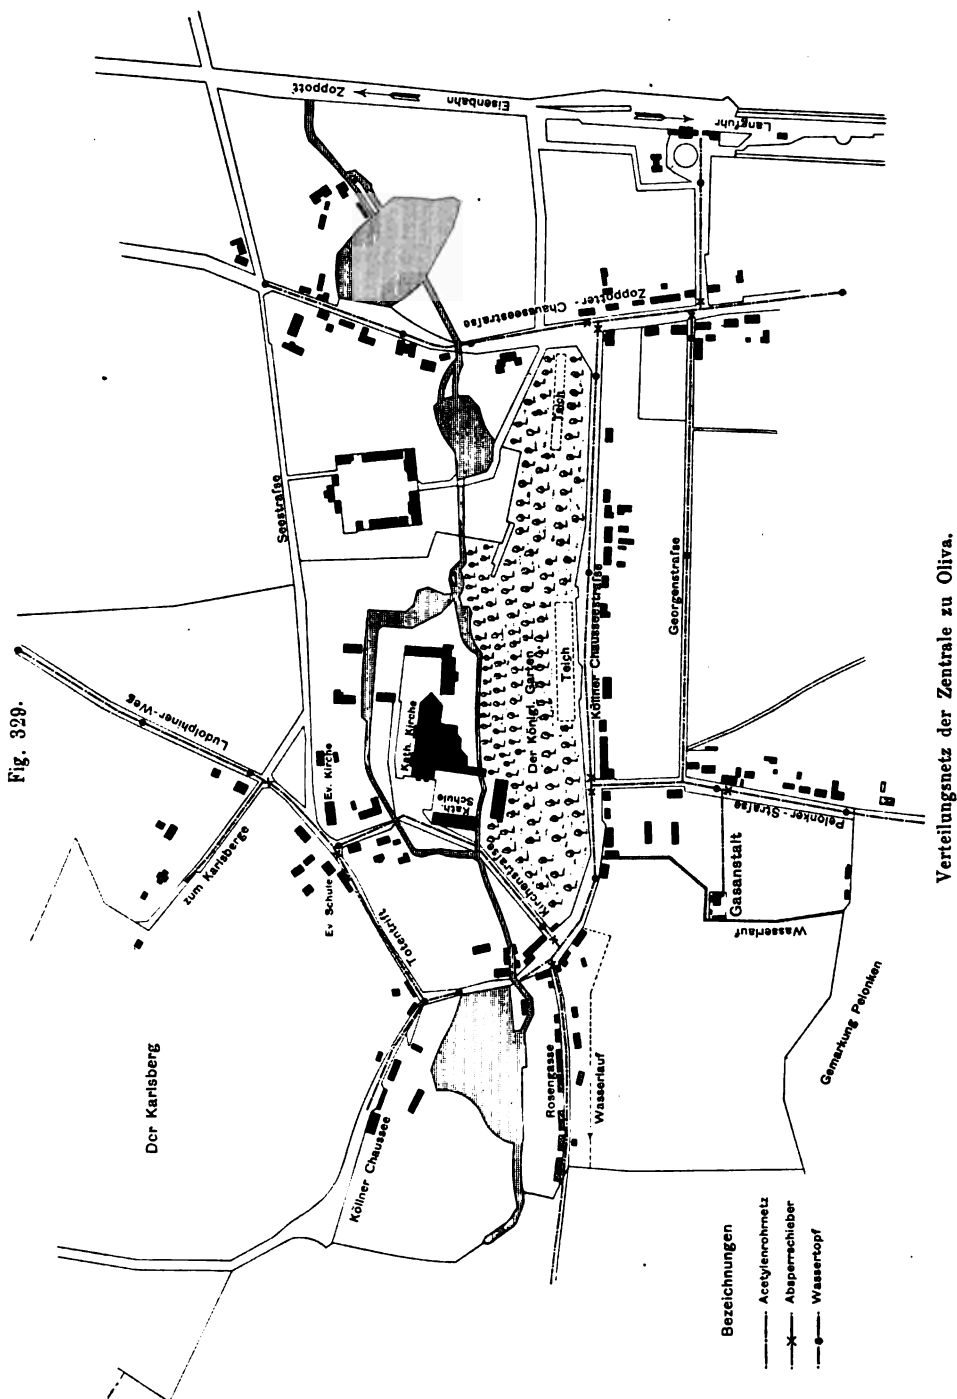 Fig. 329.
Der Karlsberg
Köllner Chaussee
zum Karlsberge
Ludolphiner-Weg
Totentrift
Ev. Schule
Ev. Kirche
Seestraſse
Zoppott
Eisenbahn
Langfuhr
Kath. Kirche
Kath.
Schule
Kirchenstraſse
Rosengasse
Wasserlauf
Der Königl. Garten
Teich
Teich
Köllner Chausseestraſse
Zoppotter - Chausseestraſse
Georgenstraſse
Pelonker - Straſse
Gasanstalt
Wasserlauf
Gemarkung Pelonken
Bezeichnungen
Acetylenrohrnetz
Absperrschieber
Wassertopf
Verteilungsnetz der Zentrale zu Oliva.